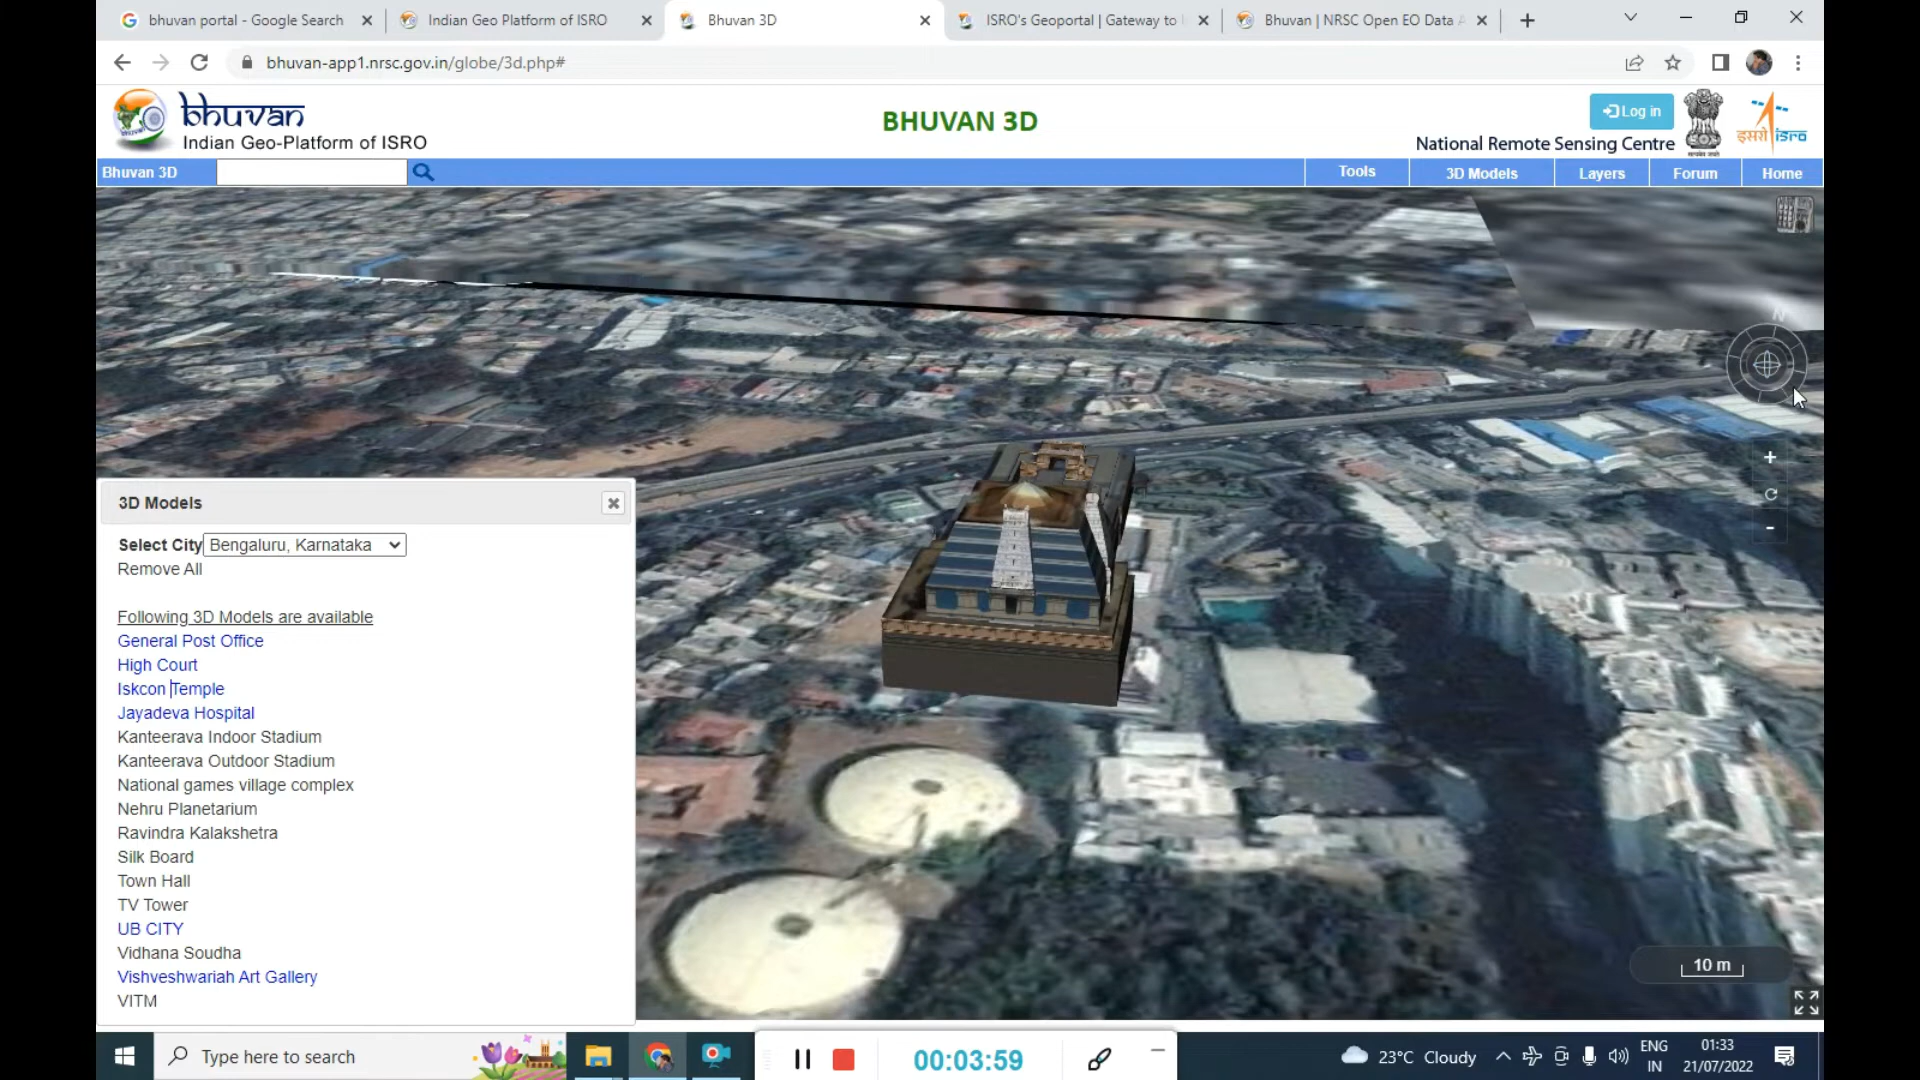 bhuvan portal - Google Search
Indian Geo Platform of ISRO
Bhuvan 3D
ISRO's Geoportal | Gateway to
Bhuvan | NRSC Open EO Data
bhuvan-app1.nrsc.gov.in/globe/3d.php#
bhuvan
Indian Geo-Platform of ISRO
BHUVAN 3D
Log in
National Remote Sensing Centre
इसरो isro
Bhuvan 3D
Tools
3D Models
Layers
Forum
Home
N
+
-
3D Models
Select City Bengaluru, Karnataka
Remove All
Following 3D Models are available
General Post Office
High Court
Iskcon Temple
Jayadeva Hospital
Kanteerava Indoor Stadium
Kanteerava Outdoor Stadium
National games village complex
Nehru Planetarium
Ravindra Kalakshetra
Silk Board
Town Hall
TV Tower
UB CITY
Vidhana Soudha
Vishveshwariah Art Gallery
VITM
10 m
Type here to search
00:03:59
23°C Cloudy
ENG
IN
01:33
21/07/2022